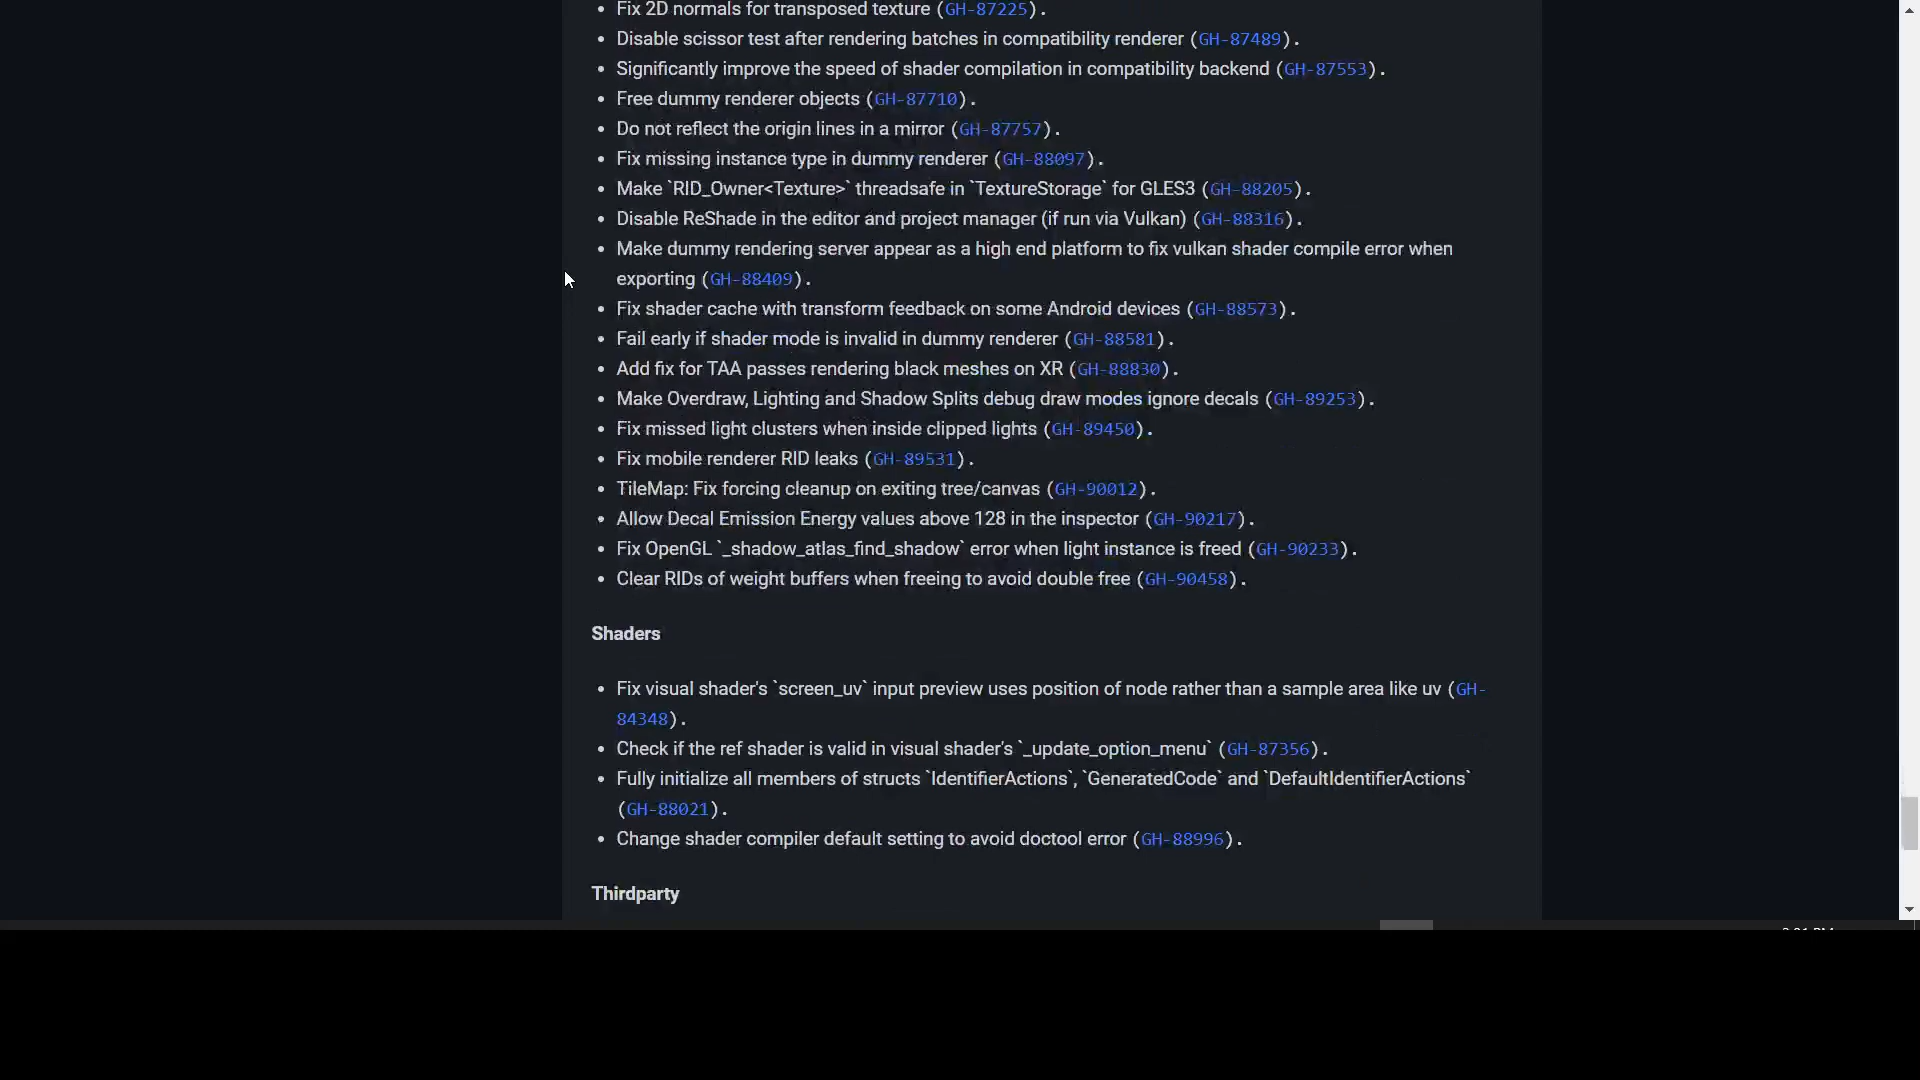 • Fix 2D normals for transposed texture (GH-87225).
• Disable scissor test after rendering batches in compatibility renderer (GH-87489).
• Significantly improve the speed of shader compilation in compatibility backend (GH-87553).
• Free dummy renderer objects (GH-87710).
• Do not reflect the origin lines in a mirror (GH-87757).
• Fix missing instance type in dummy renderer (GH-88097).
• Make `RID_Owner<Texture>` threadsafe in `TextureStorage` for GLES3 (GH-88205).
• Disable ReShade in the editor and project manager (if run via Vulkan) (GH-88316).
• Make dummy rendering server appear as a high end platform to fix vulkan shader compile error when
exporting (GH-88409).
• Fix shader cache with transform feedback on some Android devices (GH-88573).
• Fail early if shader mode is invalid in dummy renderer (GH-88581).
• Add fix for TAA passes rendering black meshes on XR (GH-88830).
• Make Overdraw, Lighting and Shadow Splits debug draw modes ignore decals (GH-89253).
• Fix missed light clusters when inside clipped lights (GH-89450).
• Fix mobile renderer RID leaks (GH-89531).
• TileMap: Fix forcing cleanup on exiting tree/canvas (GH-90012).
• Allow Decal Emission Energy values above 128 in the inspector (GH-90217).
• Fix OpenGL `_shadow_atlas_find_shadow` error when light instance is freed (GH-90233).
• Clear RIDs of weight buffers when freeing to avoid double free (GH-90458).
Shaders
• Fix visual shader's `screen_uv` input preview uses position of node rather than a sample area like uv (GH-
84348).
• Check if the ref shader is valid in visual shader's `_update_option_menu` (GH-87356).
• Fully initialize all members of structs `IdentifierActions`, `GeneratedCode` and `DefaultIdentifierActions`
(GH-88021).
• Change shader compiler default setting to avoid doctool error (GH-88996).
Thirdparty